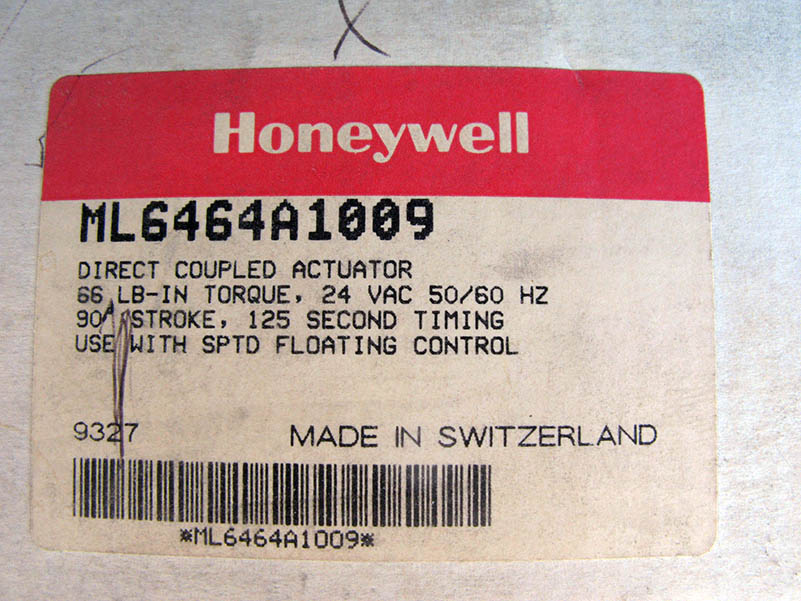 Honeywell
ML6464A1009
DIRECT COUPLED ACTUATOR
66 LB-IN TORQUE, 24 VAC 50/60 HZ
90 STROKE, 125 SECOND TIMING
USE WITH SPTD FLOATING CONTROL
9327
MADE IN SWITZERLAND
*ML6464A1009*